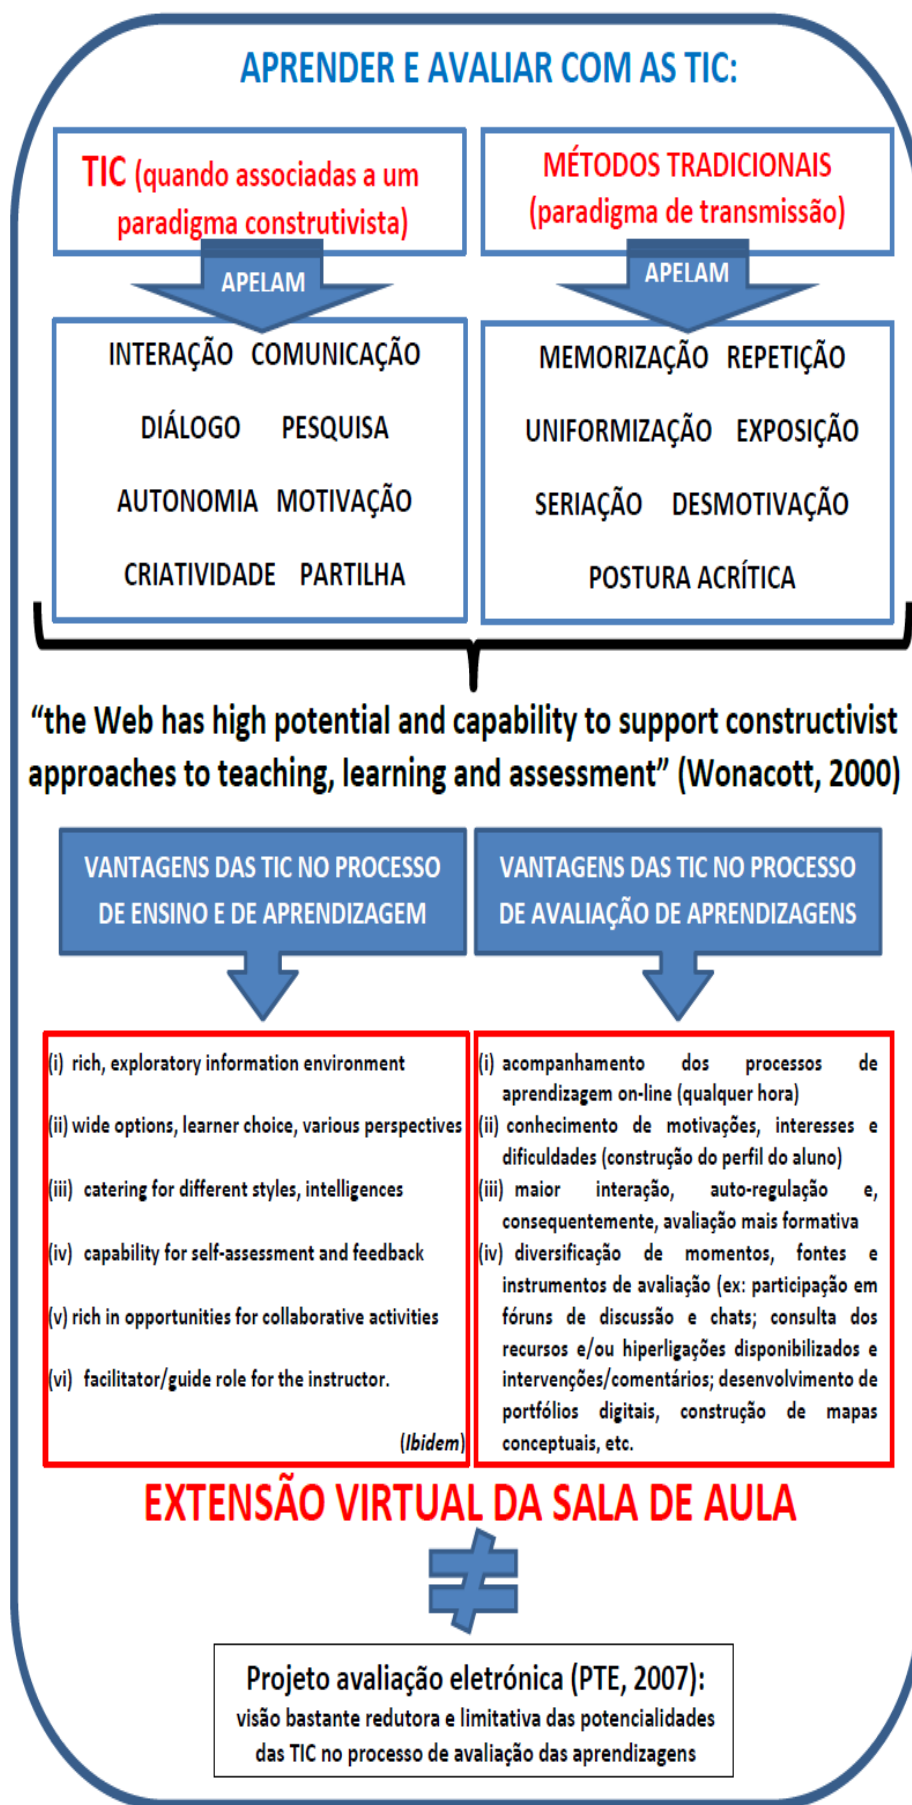 APRENDER E AVALIAR COM AS TIC:
TIC (quando associadas a um
paradigma construtivista)
APELAM
INTERAÇÃO COMUNICAÇÃO
DIÁLOGO PESQUISA
AUTONOMIA MOTIVAÇÃO
CRIATIVIDADE PARTILHA
MÉTODOS TRADICIONAIS
(paradigma de transmissão)
APELAM
MEMORIZAÇÃO REPETIÇÃO
UNIFORMIZAÇÃO EXPOSIÇÃO
SERIAÇÃO DESMOTIVAÇÃO
POSTURA ACRÍTICA
“the Web has high potential and capability to support constructivist
approaches to teaching, learning and assessment” (Wonacott, 2000)
VANTAGENS DAS TIC NO PROCESSO
DE ENSINO E DE APRENDIZAGEM
(i) rich, exploratory information environment
(ii) wide options, learner choice, various perspectives
(iii) catering for different styles, intelligences
(iv) capability for self-assessment and feedback
(v) rich in opportunities for collaborative activities
(vi) facilitator/guide role for the instructor.
(Ibidem)
VANTAGENS DAS TIC NO PROCESSO
DE AVALIAÇÃO DE APRENDIZAGENS
(i) acompanhamento dos processos de
aprendizagem on-line (qualquer hora)
(ii) conhecimento de motivações, interesses e
dificuldades (construção do perfil do aluno)
(iii) maior interação, auto-regulação e,
consequentemente, avaliação mais formativa
(iv) diversificação de momentos, fontes e
instrumentos de avaliação (ex: participação em
fóruns de discussão e chats; consulta dos
recursos e/ou hiperligações disponibilizados e
intervenções/comentários; desenvolvimento de
portfólios digitais, construção de mapas
conceptuais, etc.
EXTENSÃO VIRTUAL DA SALA DE AULA
≠
Projeto avaliação eletrónica (PTE, 2007):
visão bastante redutora e limitativa das potencialidades
das TIC no processo de avaliação das aprendizagens